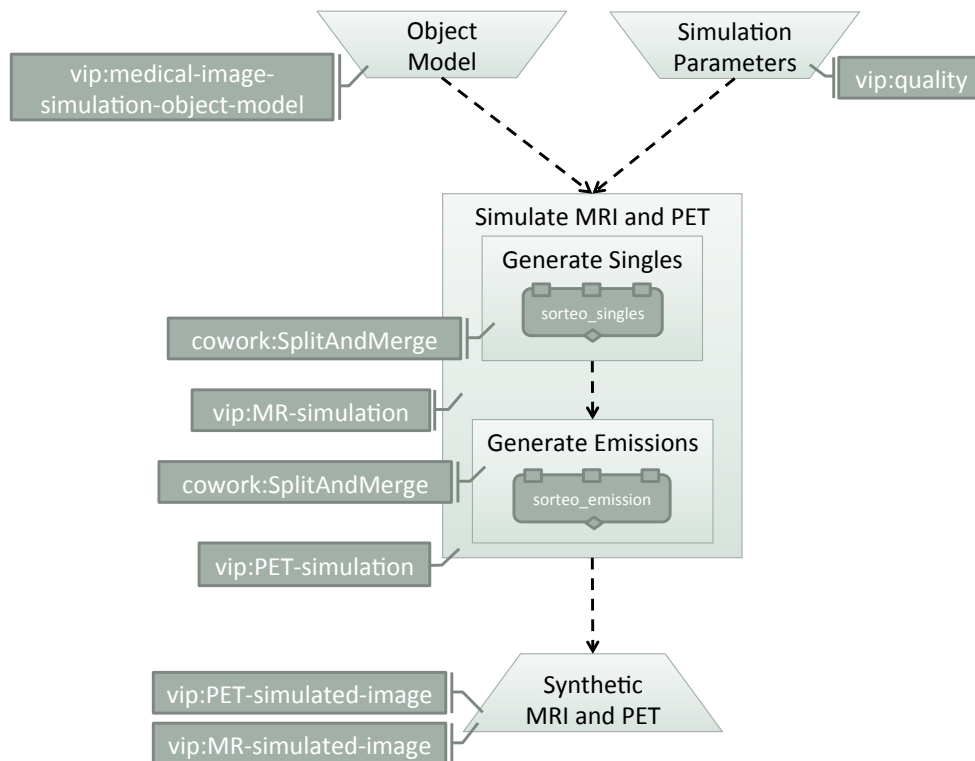 Object
Model
Simulation
Parameters
vip:medical-image-
simulation-object-model
vip:quality
Simulate MRI and PET
Generate Singles
sorteo_singles
cowork:SplitAndMerge
vip:MR-simulation
Generate Emissions
cowork:SplitAndMerge
sorteo_emission
vip:PET-simulation
vip:PET-simulated-image
Synthetic
MRI and PET
vip:MR-simulated-image